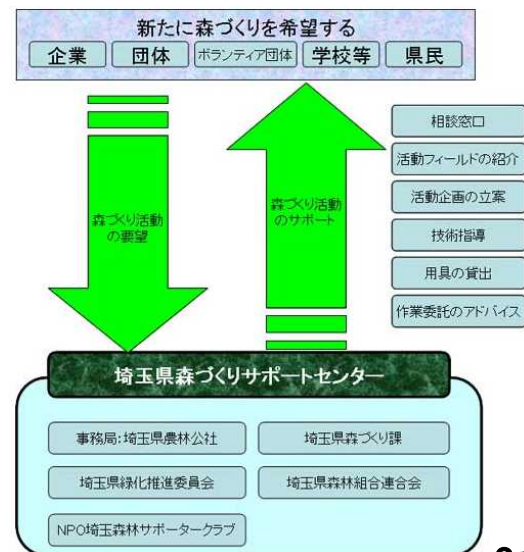 新たに森づくりを希望する
企業 団体 ボランティア団体 学校等 県民
森づくり活動
の要望
森づくり活動
のサポート
相談窓口
活動フィールドの紹介
活動企画の立案
技術指導
用具の貸出
作業委託のアドバイス
埼玉県森づくりサポートセンター
事務局:埼玉県農林公社 埼玉県森づくり課
埼玉県緑化推進委員会 埼玉県森林組合連合会
NPO埼玉森林サポータークラブ